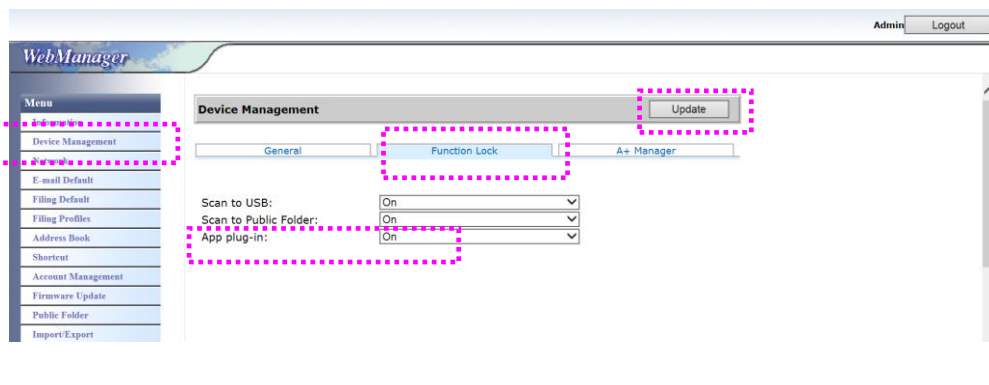 Admin Logout
WebManager
Menu
Information
Device Management
Network
E-mail Default
Filing Default
Filing Profiles
Address Book
Shortcut
Account Management
Firmware Update
Public Folder
Import/Export
Device Management Update
General Function Lock A+ Manager
Scan to USB: On
Scan to Public Folder: On
App plug-in: On